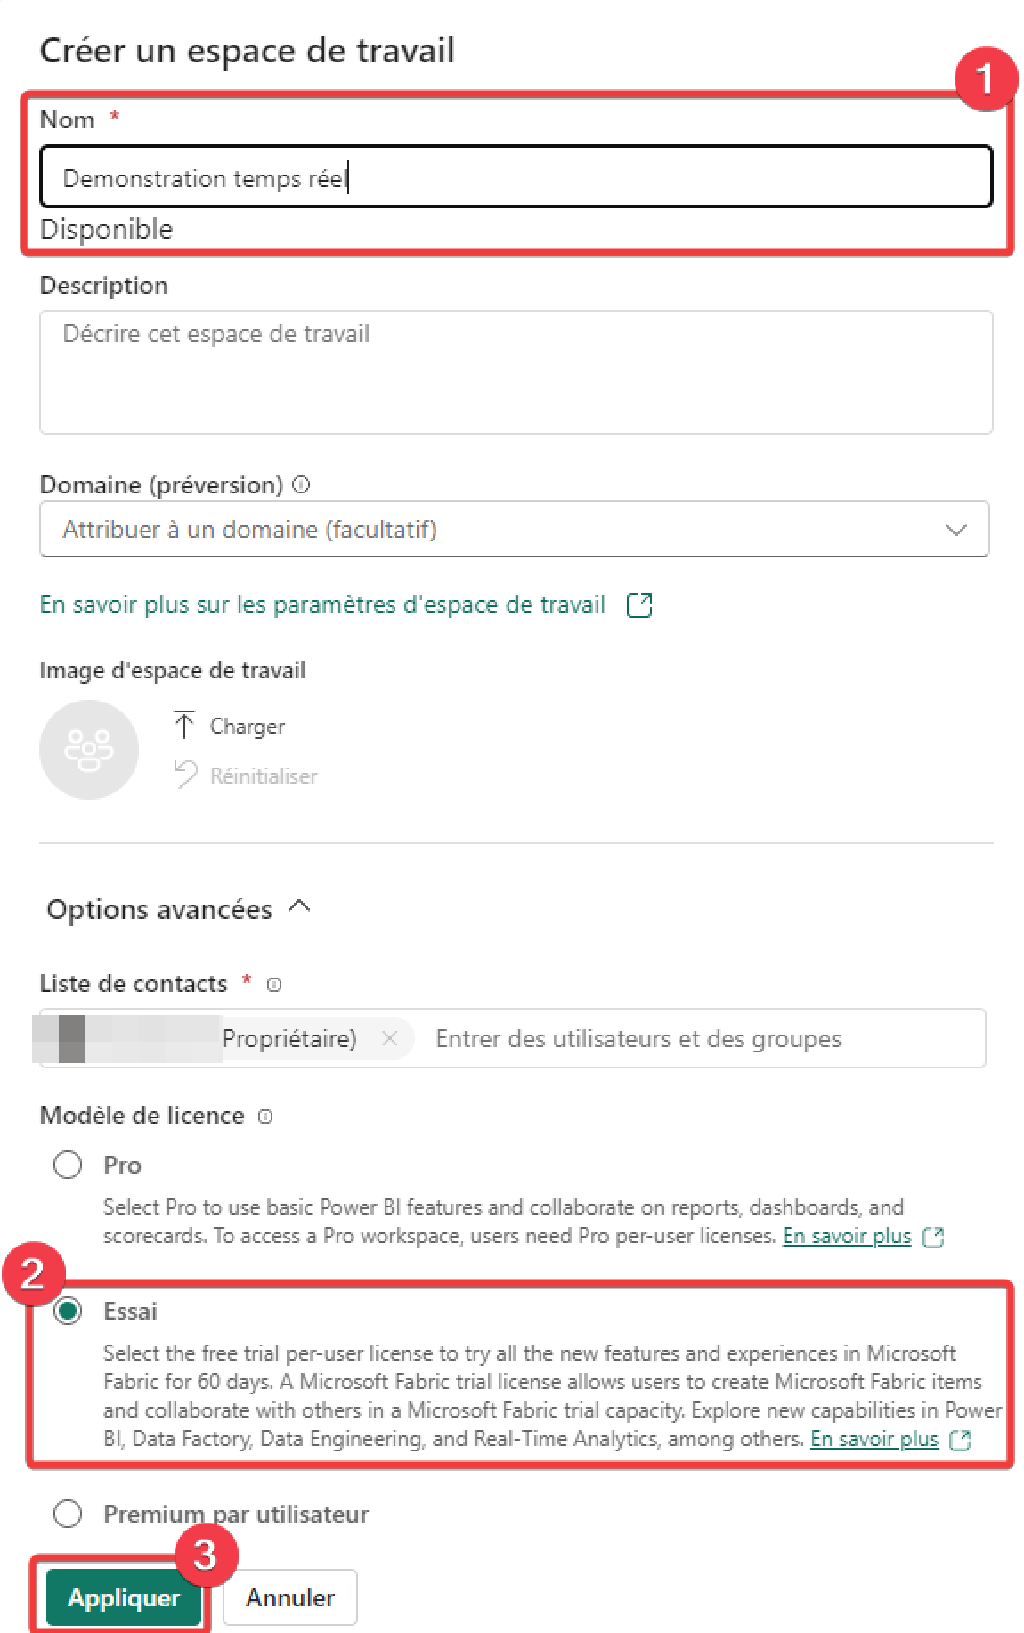 Créer un espace de travail
1
Nom *
Demonstration temps réel
Disponible
Description
Décrire cet espace de travail
Domaine (préversion)
Attribuer à un domaine (facultatif)
En savoir plus sur les paramètres d'espace de travail
Image d'espace de travail
Charger
Réinitialiser
Options avancées
Liste de contacts *
Propriétaire) Entrer des utilisateurs et des groupes
Modèle de licence
Pro
Select Pro to use basic Power BI features and collaborate on reports, dashboards, and
scorecards. To access a Pro workspace, users need Pro per-user licenses. En savoir plus
2
Essai
Select the free trial per-user license to try all the new features and experiences in Microsoft
Fabric for 60 days. A Microsoft Fabric trial license allows users to create Microsoft Fabric items
and collaborate with others in a Microsoft Fabric trial capacity. Explore new capabilities in Power
BI, Data Factory, Data Engineering, and Real-Time Analytics, among others. En savoir plus
Premium par utilisateur
3
Appliquer Annuler